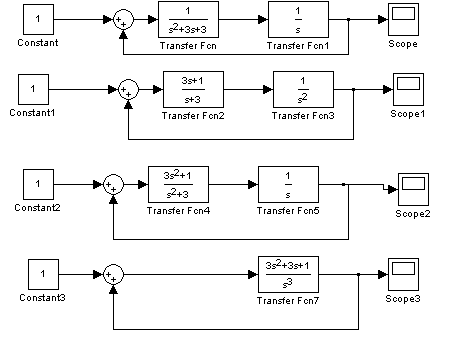 1
+
+
1
s²+3s+3
1
s
Constant
Transfer Fcn
Transfer Fcn1
Scope
1
+
+
3s+1
s+3
1
s²
Constant1
Transfer Fcn2
Transfer Fcn3
Scope1
1
+
+
3s²+1
s²+3
1
s
Constant2
Transfer Fcn4
Transfer Fcn5
Scope2
1
+
+
3s²+3s+1
s³
Constant3
Transfer Fcn7
Scope3